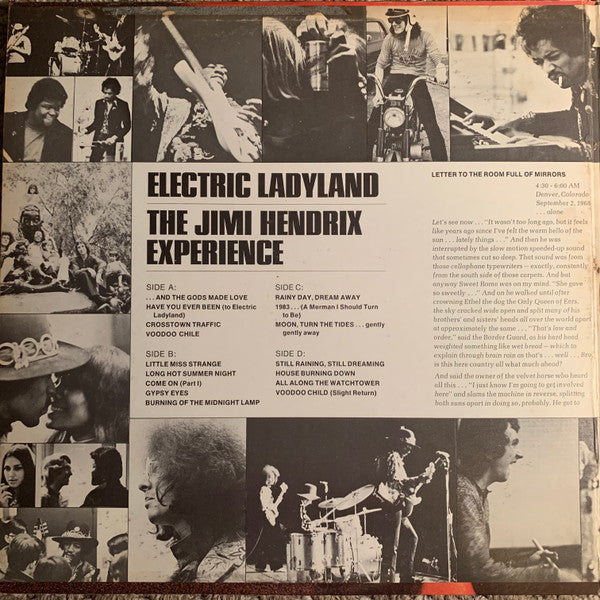 ELECTRIC LADYLAND
THE JIMI HENDRIX
EXPERIENCE
SIDE A:
. . . AND THE GODS MADE LOVE
HAVE YOU EVER BEEN (to Electric
Ladyland)
CROSSTOWN TRAFFIC
VOODOO CHILE
SIDE B:
LITTLE MISS STRANGE
LONG HOT SUMMER NIGHT
COME ON (Part I)
GYPSY EYES
BURNING OF THE MIDNIGHT LAMP
SIDE C:
RAINY DAY, DREAM AWAY
1983 . . . (A Merman I Should Turn
to Be)
MOON, TURN THE TIDES . . . gently
gently away
SIDE D:
STILL RAINING, STILL DREAMING
HOUSE BURNING DOWN
ALL ALONG THE WATCHTOWER
VOODOO CHILD (Slight Return)
LETTER TO THE ROOM FULL OF MIRRORS
4:30 - 6:00 AM
Denver, Colorado
September 2, 1968
. . . alone
Let's see now . . . "It wasn't too long ago, but it feels
like years ago since I've felt the warm hello of the
sun . . . lately things . . ." And then he was
interrupted by the slow motion speeded-up sound
that sometimes cut so deep. That sound was from
those cellophane typewriters — exactly, constantly
from the south side of those carpets. And but
anyway Sweet Rome was on my mind. "She gave
so sweetly . . ." And on he walked until after
crowning Ethel the dog the Only Queen of Ears,
the sky cracked wide open and split many of his
brothers' and sisters' heads all over the world apart
at approximately the same . . . "That's law and
order," said the Border Guard, as his hard head
weighted something like wet bread — which to
explain through brain rain as that's . . . well . . . Bro,
is this here country all what much ahead?
And said the owner of the velvet horse who heard
all this . . . "I just know I'm going to get involved
here" and slams the machine in reverse, splitting
both suns apart in doing so, probably. He got to